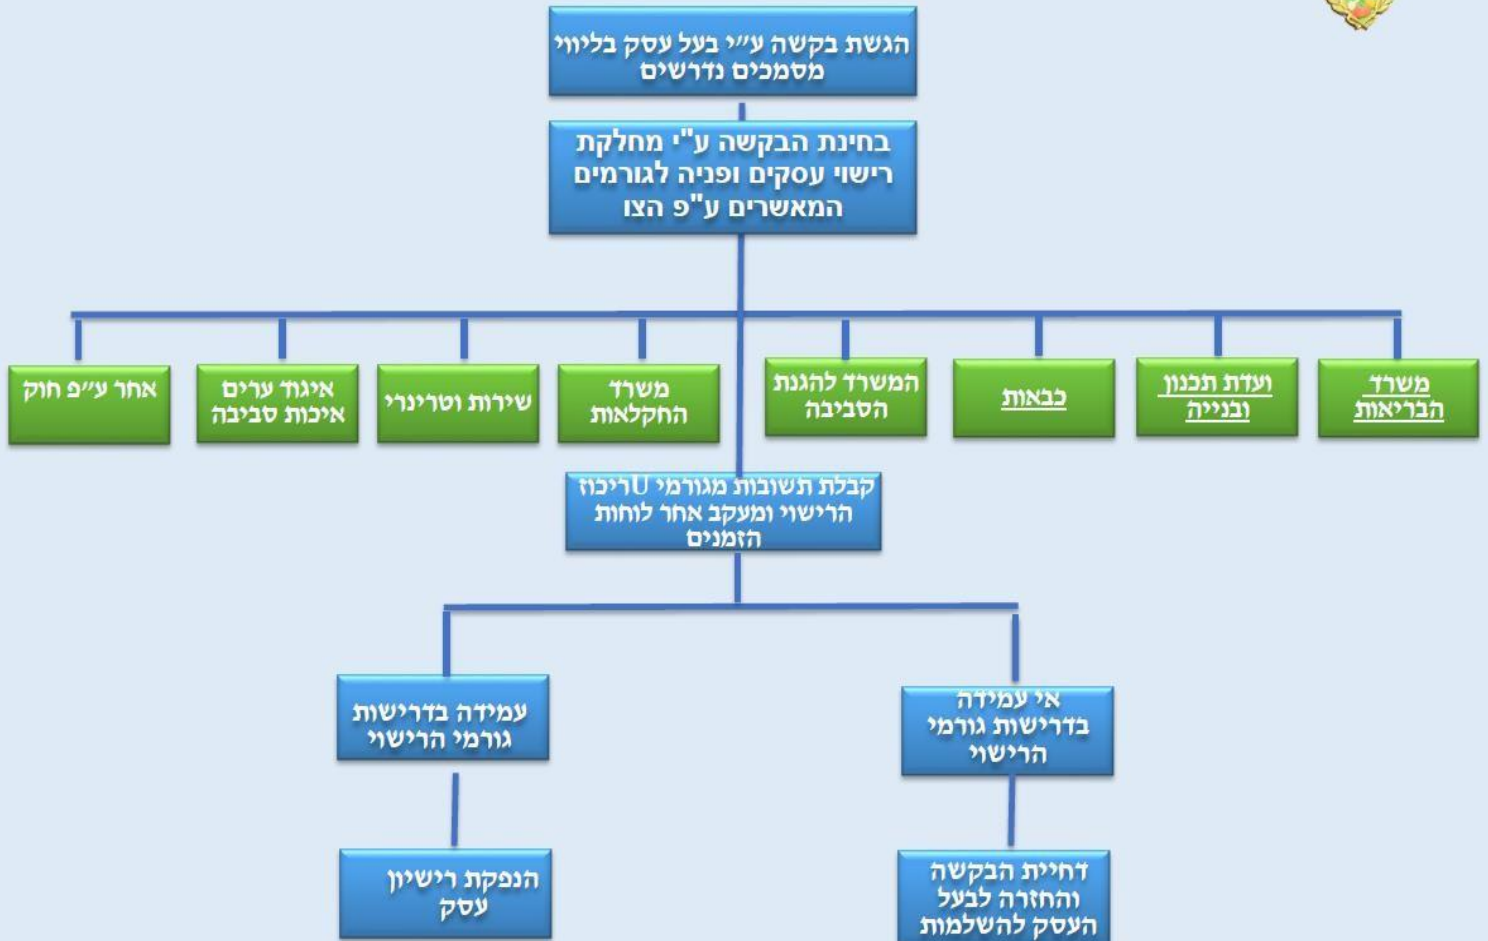 הגשת בקשה ע״י בעל עסק בליווי
מסמכים נדרשים
בחינת הבקשה ע"י מחלקת
רישוי עסקים ופניה לגורמים
המאשרים ע"פ הצו
משרד
הבריאות
ועדת תכנון
ובנייה
כבאות
המשרד להגנת
הסביבה
משרד
החקלאות
שירות וטרינרי
איגוד ערים
איכות סביבה
אחר ע״פ חוק
קבלת תשובות מגורמי Uריכוז
הרישוי ומעקב אחר לוחות
הזמנים
אי עמידה
בדרישות גורמי
הרישוי
עמידה בדרישות
גורמי הרישוי
דחיית הבקשה
והחזרה לבעל
העסק להשלמות
הנפקת רישיון
עסק